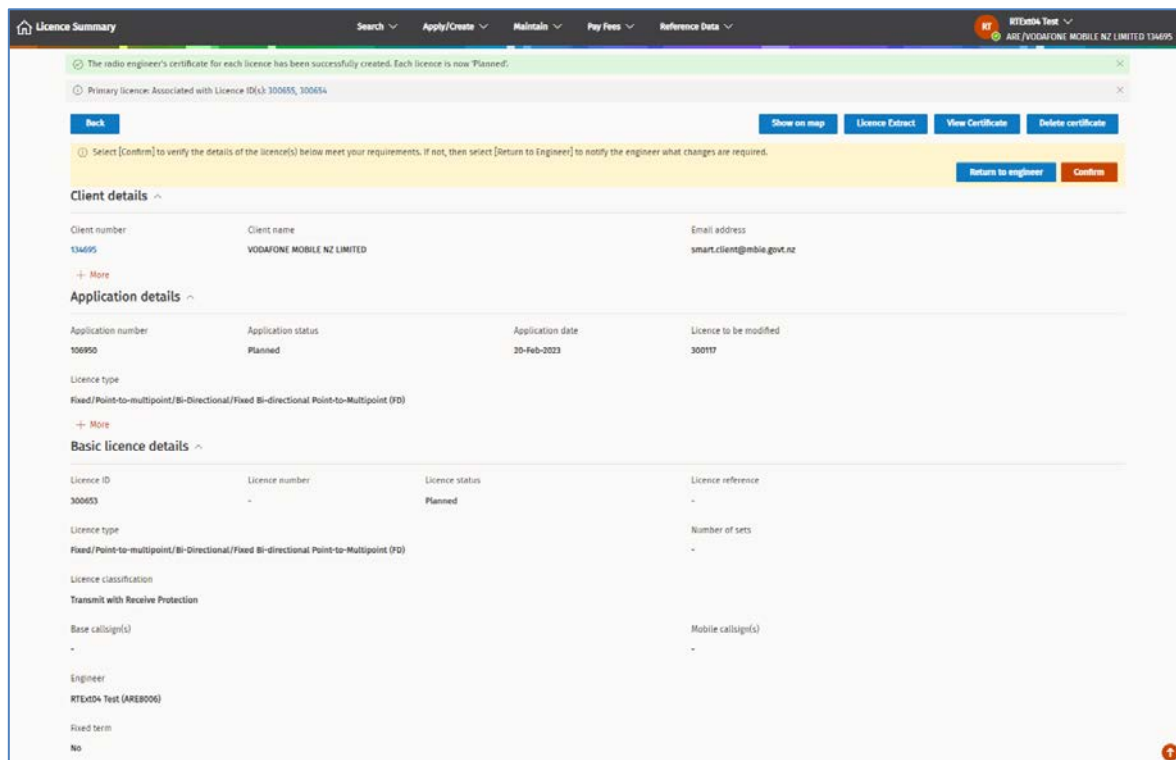 Licence Summary
Search Apply/Create Maintain Pay Fees Reference Data
RT RTExt04 Test
ARE/VODAFONE MOBILE NZ LIMITED 134695
The radio engineer's certificate for each licence has been successfully created. Each licence is now 'Planned'.
Primary licence: Associated with Licence ID(s): 300655, 300654
Back Show on map Licence Extract View Certificate Delete certificate
Select [Confirm] to verify the details of the licence(s) below meet your requirements. If not, then select [Return to Engineer] to notify the engineer what changes are required.
Return to engineer Confirm
Client details
Client number Client name Email address
134695 VODAFONE MOBILE NZ LIMITED smart.client@mbie.govt.nz
+ More
Application details
Application number Application status Application date Licence to be modified
106950 Planned 20-Feb-2023 300117
Licence type
Fixed/Point-to-multipoint/Bi-Directional/Fixed Bi-directional Point-to-Multipoint (FD)
+ More
Basic licence details
Licence ID Licence number Licence status Licence reference
300653 - Planned -
Licence type Number of sets
Fixed/Point-to-multipoint/Bi-Directional/Fixed Bi-directional Point-to-Multipoint (FD) -
Licence classification
Transmit with Receive Protection
Base callsign(s) Mobile callsign(s)
- -
Engineer
RTExt04 Test (ARE8006)
Fixed term
No